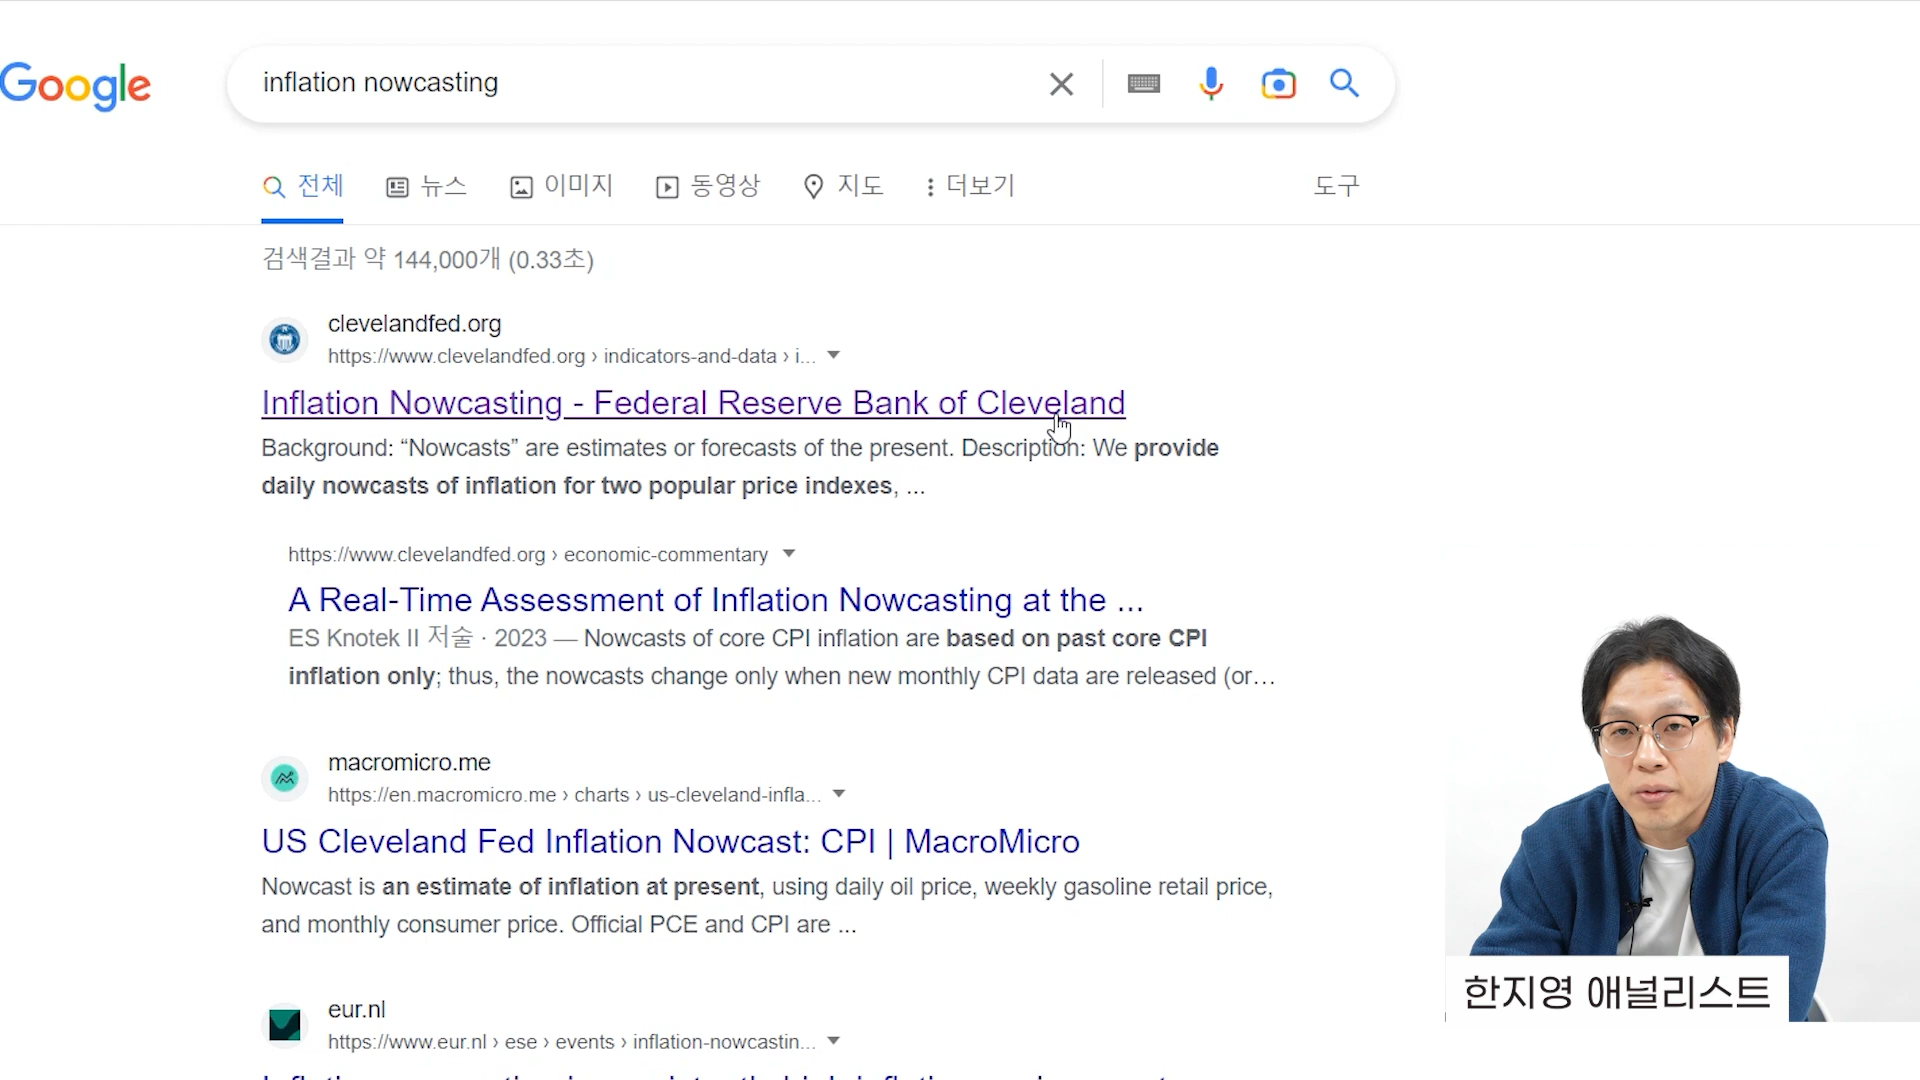 Google
inflation nowcasting
전체
뉴스
이미지
동영상
지도
더보기
도구
검색결과 약 144,000개 (0.33초)
clevelandfed.org
https://www.clevelandfed.org › indicators-and-data › i...
Inflation Nowcasting - Federal Reserve Bank of Cleveland
Background: “Nowcasts” are estimates or forecasts of the present. Description: We provide
daily nowcasts of inflation for two popular price indexes, ...
https://www.clevelandfed.org › economic-commentary
A Real-Time Assessment of Inflation Nowcasting at the ...
ES Knotek II 저술 · 2023 — Nowcasts of core CPI inflation are based on past core CPI
inflation only; thus, the nowcasts change only when new monthly CPI data are released (or...
macromicro.me
https://en.macromicro.me › charts › us-cleveland-infla...
US Cleveland Fed Inflation Nowcast: CPI | MacroMicro
Nowcast is an estimate of inflation at present, using daily oil price, weekly gasoline retail price,
and monthly consumer price. Official PCE and CPI are ...
eur.nl
https://www.eur.nl › ese › events › inflation-nowcastin...
한지영 애널리스트